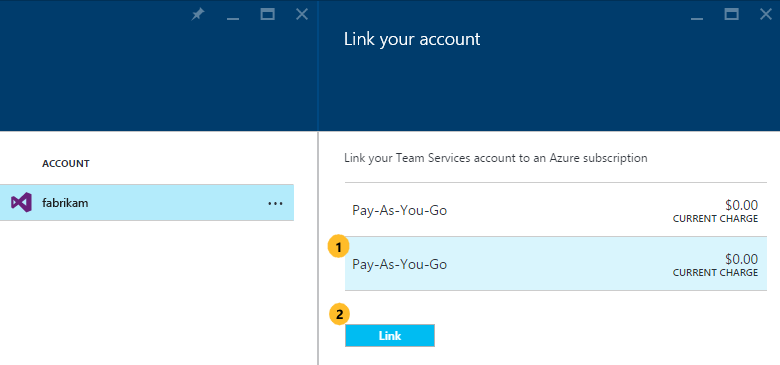 Link your account
ACCOUNT
fabrikam
Link your Team Services account to an Azure subscription
Pay-As-You-Go
$0.00
CURRENT CHARGE
1
Pay-As-You-Go
$0.00
CURRENT CHARGE
2
Link